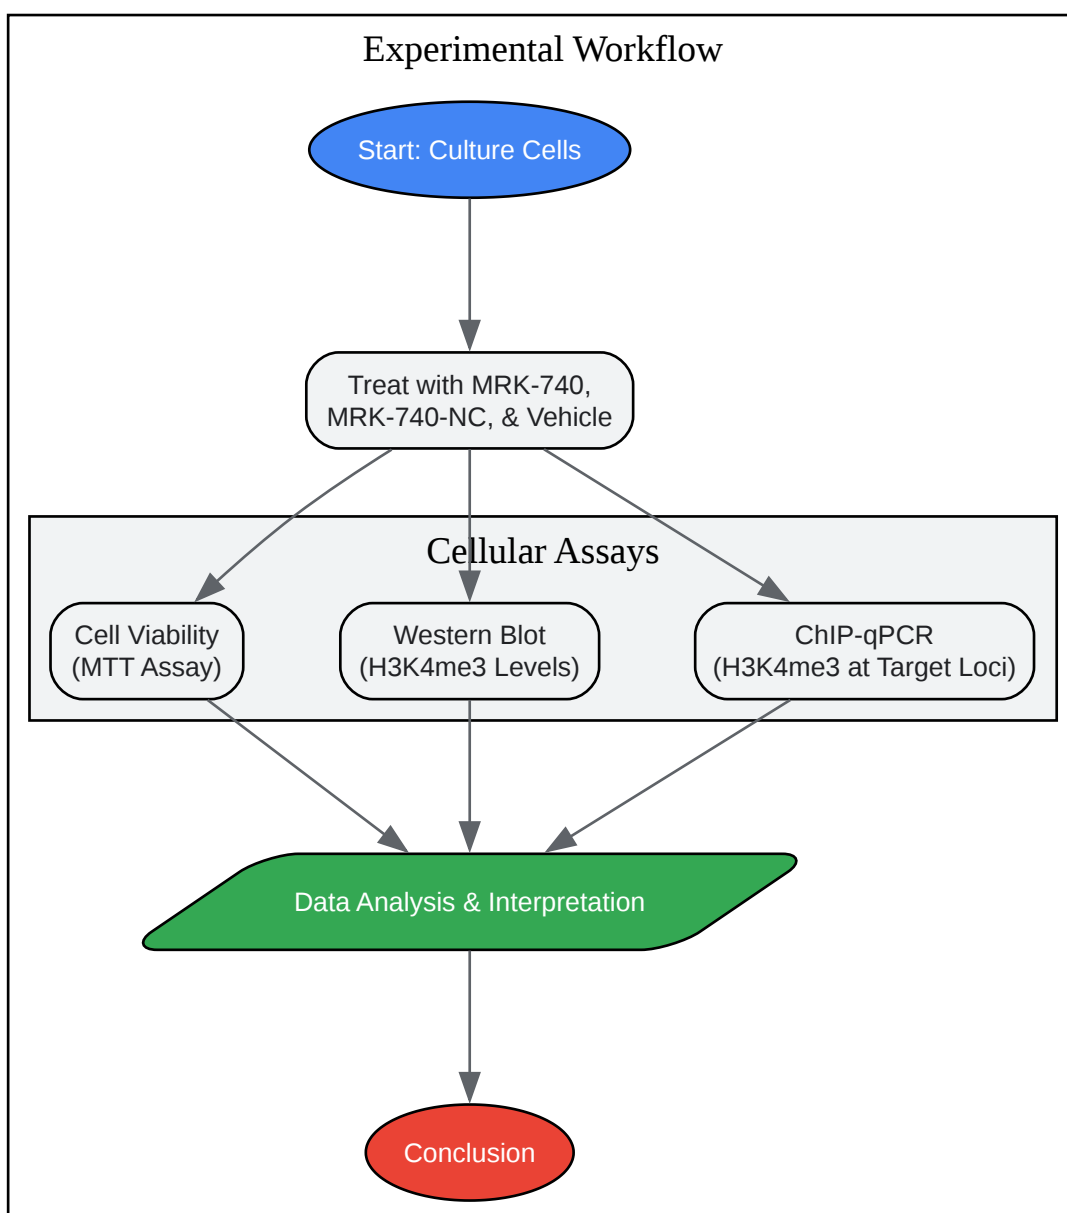 Experimental Workflow
Start: Culture Cells
Treat with MRK-740,
MRK-740-NC, & Vehicle
Cellular Assays
Cell Viability
(MTT Assay)
Western Blot
(H3K4me3 Levels)
ChIP-qPCR
(H3K4me3 at Target Loci)
Data Analysis & Interpretation
Conclusion